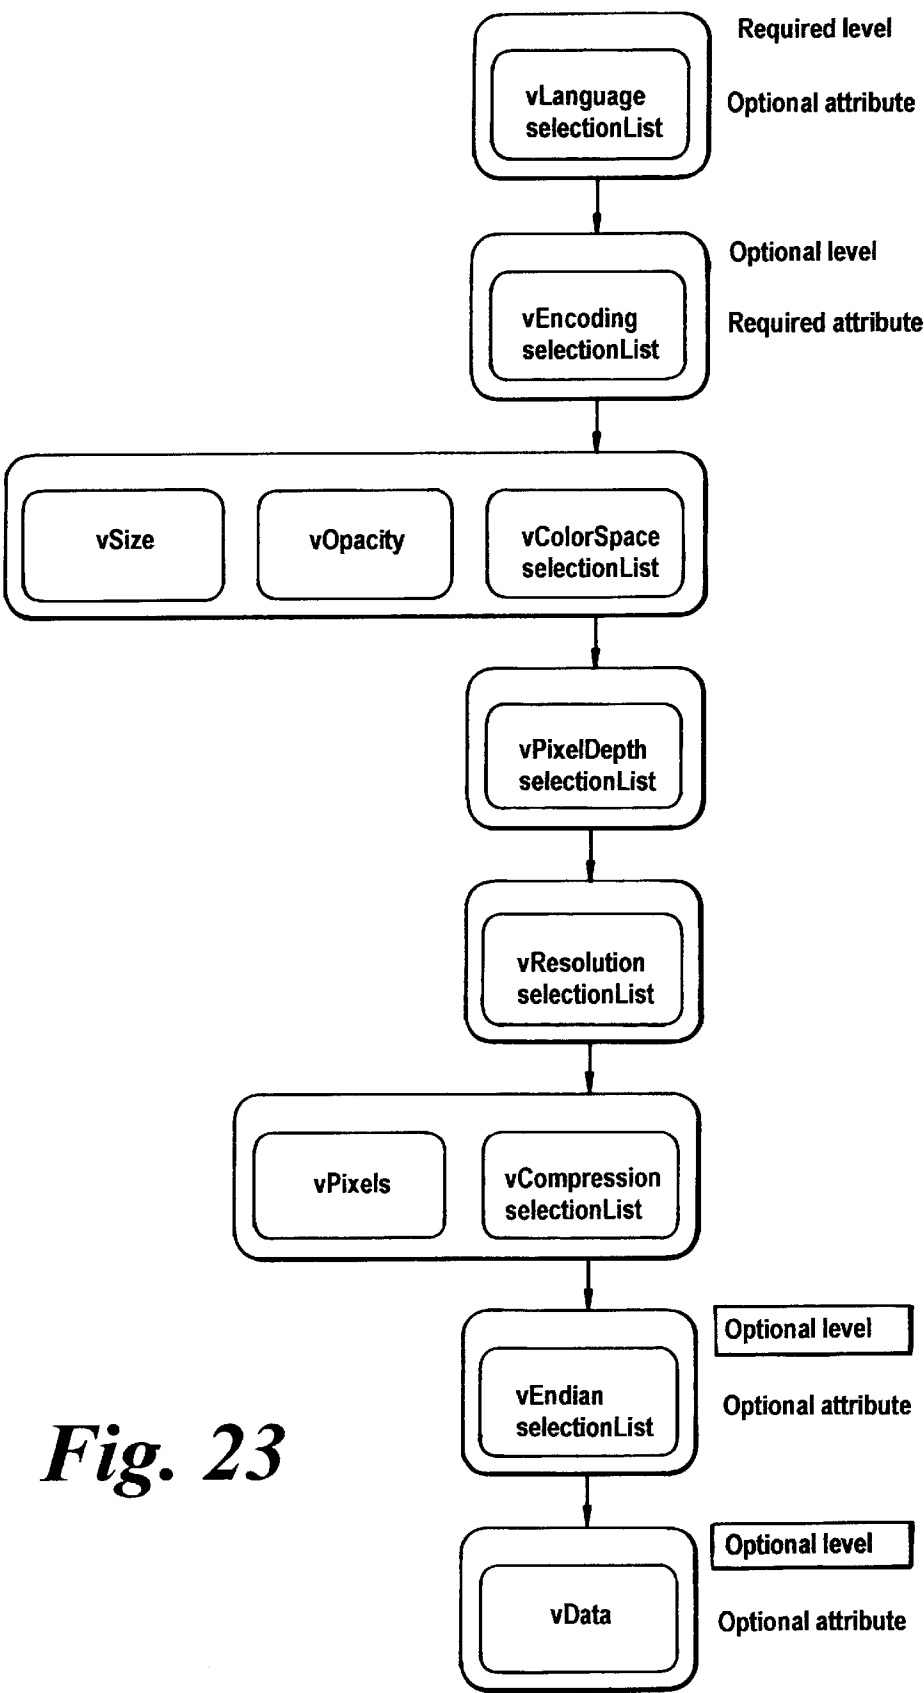 Required level
vLanguage
selectionList
Optional attribute
Optional level
vEncoding
selectionList
Required attribute
vSize
vOpacity
vColorSpace
selectionList
vPixelDepth
selectionList
vResolution
selectionList
vPixels
vCompression
selectionList
Optional level
vEndian
selectionList
Optional attribute
Fig. 23
Optional level
vData
Optional attribute